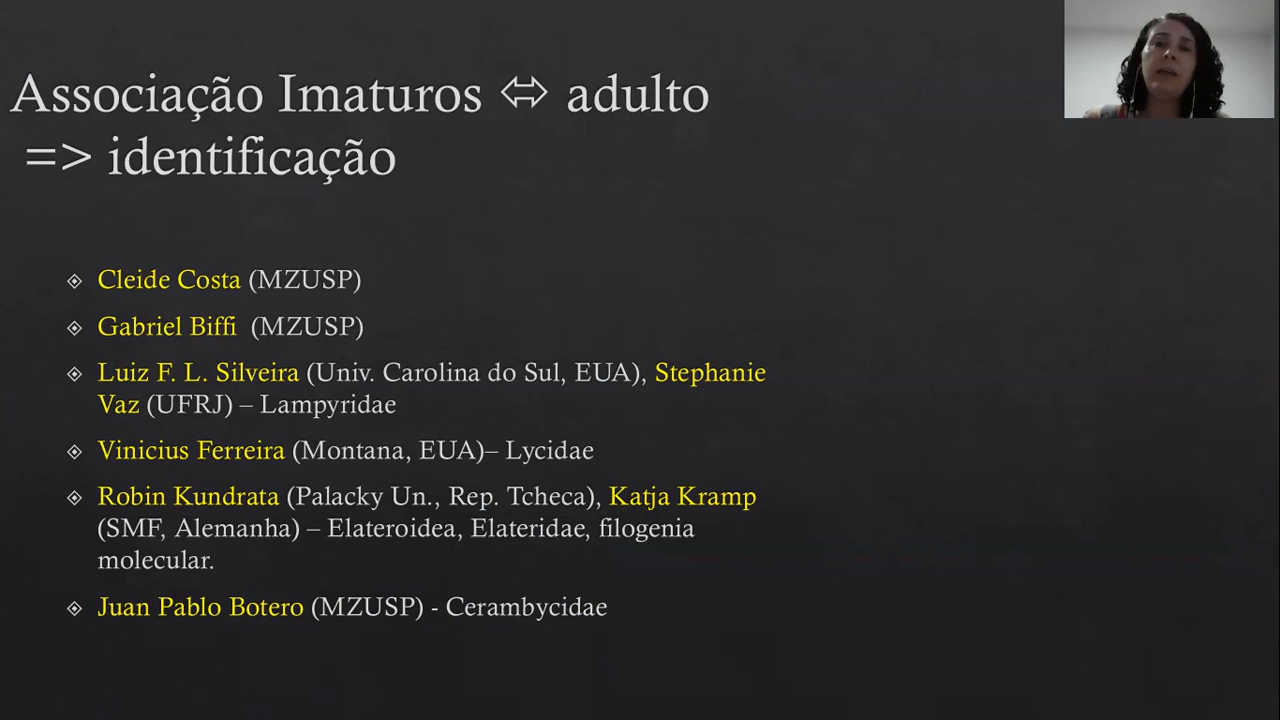 Associação Imaturos ⇔ adulto
=> identificação
Cleide Costa (MZUSP)
Gabriel Biffi (MZUSP)
Luiz F. L. Silveira (Univ. Carolina do Sul, EUA), Stephanie
Vaz (UFRJ) – Lampyridae
Vinicius Ferreira (Montana, EUA)– Lycidae
Robin Kundrata (Palacky Un., Rep. Tcheca), Katja Kramp
(SMF, Alemanha) – Elateroidea, Elateridae, filogenia
molecular.
Juan Pablo Botero (MZUSP) - Cerambycidae